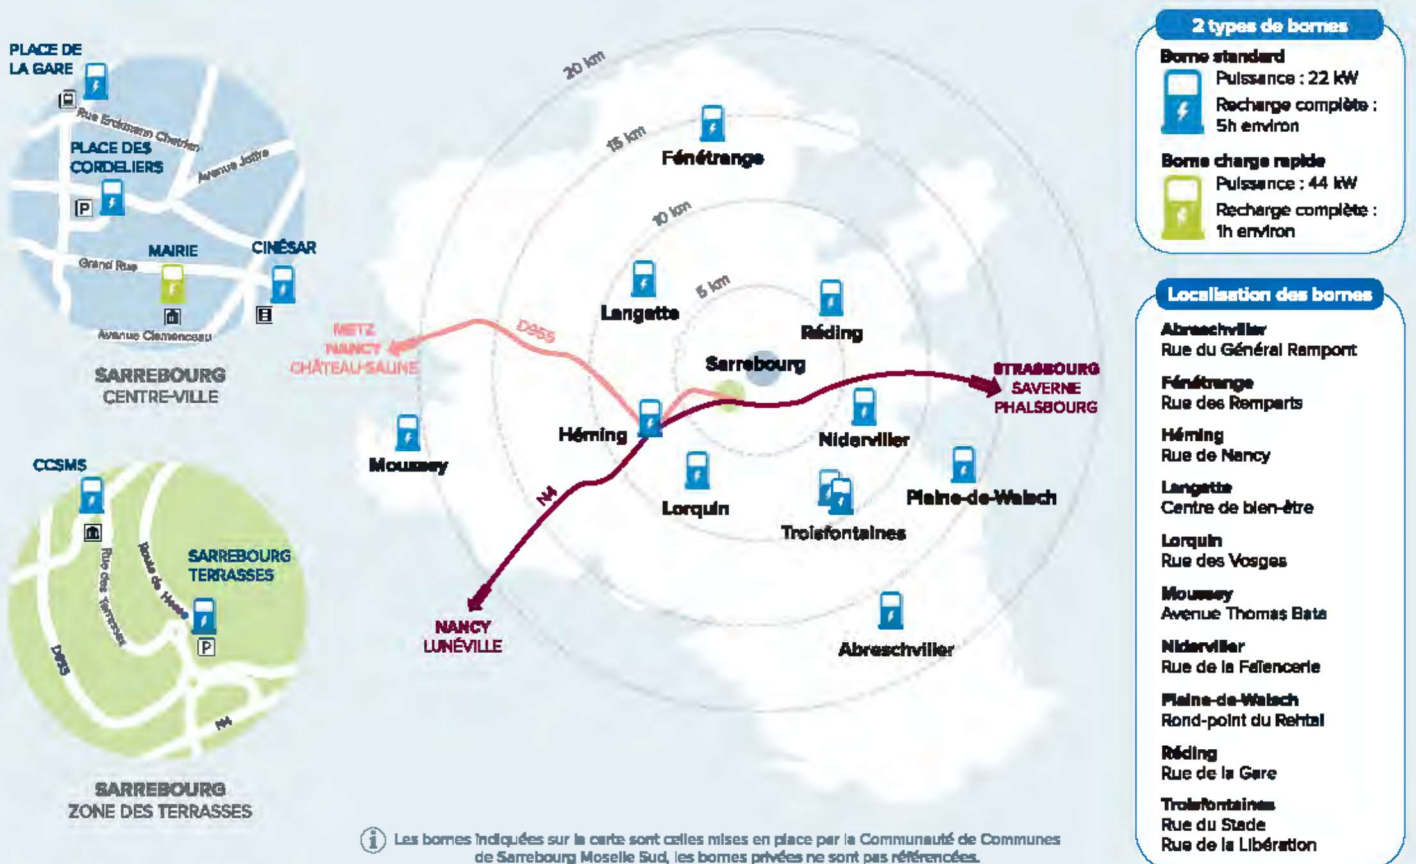 PLACE DE
LA GARE
Rue Erckmann Chatrian
PLACE DES
CORDELIERS
Avenue Joffre
P
MAIRIE
CINÉSAR
Grand Rue
Avenue Clemenceau
SARREBOURG
CENTRE-VILLE
CCSMS
Rue des Terrasses
Route de Hesse
SARREBOURG
TERRASSES
P
D955
N4
SARREBOURG
ZONE DES TERRASSES
20 km
15 km
Fénétrange
10 km
5 km
Langatte
Réding
D955
METZ
NANCY
CHÂTEAU-SALINE
Sarrebourg
STRASBOURG
SAVERNE
PHALSBOURG
Héming
Niderviller
Moussey
Lorquin
Plaine-de-Walsch
N4
Troisfontaines
NANCY
LUNÉVILLE
Abreschviller
i Les bornes indiquées sur la carte sont celles mises en place par la Communauté de Communes
de Sarrebourg Moselle Sud, les bornes privées ne sont pas référencées.
2 types de bornes
Borne standard
Puissance : 22 kW
Recharge complète :
5h environ
Borne charge rapide
Puissance : 44 kW
Recharge complète :
1h environ
Localisation des bornes
Abreschviller
Rue du Général Rampont
Fénétrange
Rue des Remparts
Héming
Rue de Nancy
Langatte
Centre de bien-être
Lorquin
Rue des Vosges
Moussey
Avenue Thomas Bata
Niderviller
Rue de la Faïencerie
Plaine-de-Walsch
Rond-point du Rehtal
Réding
Rue de la Gare
Troisfontaines
Rue du Stade
Rue de la Libération